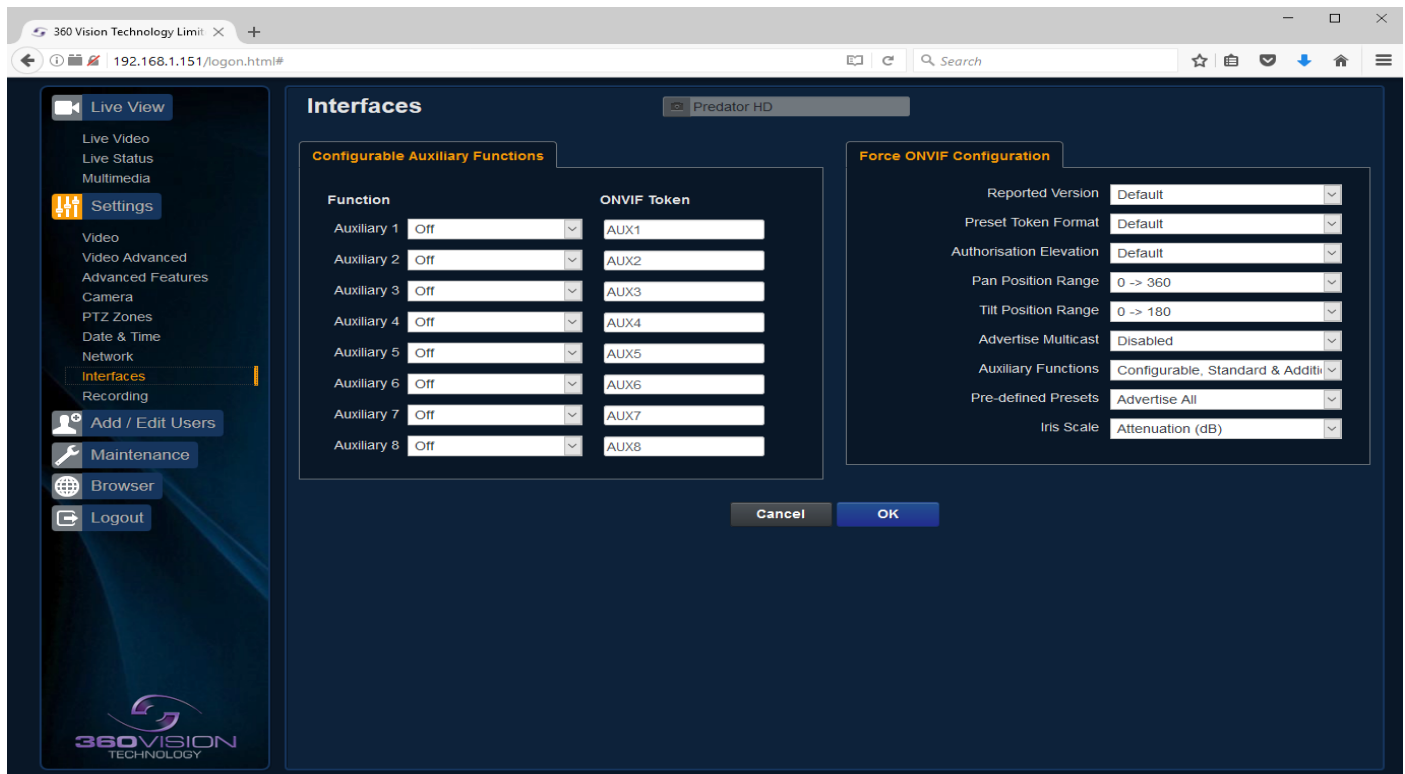 360 Vision Technology Limit
192.168.1.151/logon.html#
Search
Live View
Live Video
Live Status
Multimedia
Settings
Video
Video Advanced
Advanced Features
Camera
PTZ Zones
Date & Time
Network
Interfaces
Recording
Add / Edit Users
Maintenance
Browser
Logout
360VISION
TECHNOLOGY
Interfaces
Predator HD
Configurable Auxiliary Functions
Function ONVIF Token
Auxiliary 1 Off AUX1
Auxiliary 2 Off AUX2
Auxiliary 3 Off AUX3
Auxiliary 4 Off AUX4
Auxiliary 5 Off AUX5
Auxiliary 6 Off AUX6
Auxiliary 7 Off AUX7
Auxiliary 8 Off AUX8
Force ONVIF Configuration
Reported Version Default
Preset Token Format Default
Authorisation Elevation Default
Pan Position Range 0 -> 360
Tilt Position Range 0 -> 180
Advertise Multicast Disabled
Auxiliary Functions Configurable, Standard & Additi
Pre-defined Presets Advertise All
Iris Scale Attenuation (dB)
Cancel OK